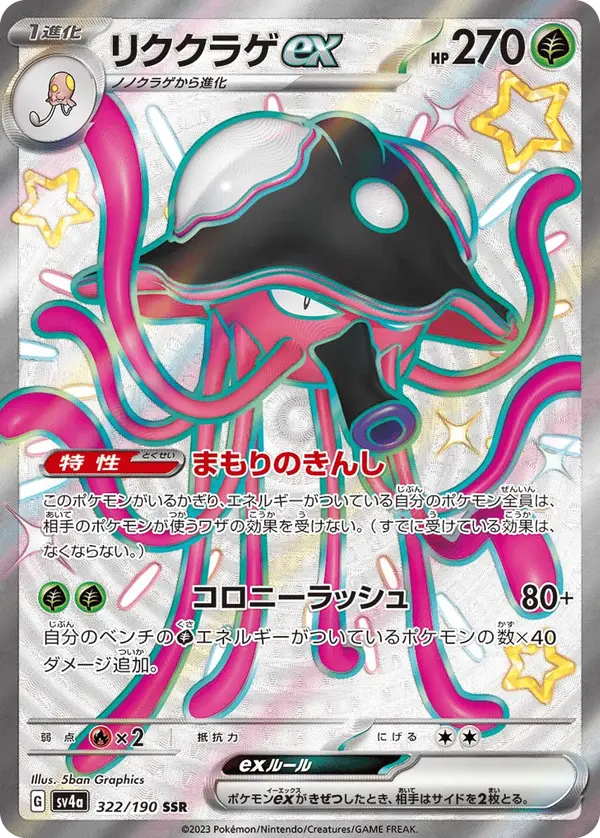 1進化
リククラゲex
HP 270
ノノクラゲから進化
特性
とくせい
まもりのきんし
このポケモンがいるかぎり、エネルギーがついている自分のポケモン全員は、
相手のポケモンが使うワザの効果を受けない。(すでに受けている効果は、
なくならない。)
コロニーラッシュ 80+
自分のベンチのエネルギーがついているポケモンの数×40
ダメージ追加。
弱点 ×2 抵抗力 にげる
exルール
ポケモンexがきぜつしたとき、相手はサイドを2枚とる。
Illus. 5ban Graphics
G sv4a 322/190 SSR
©2023 Pokémon/Nintendo/Creatures/GAME FREAK.